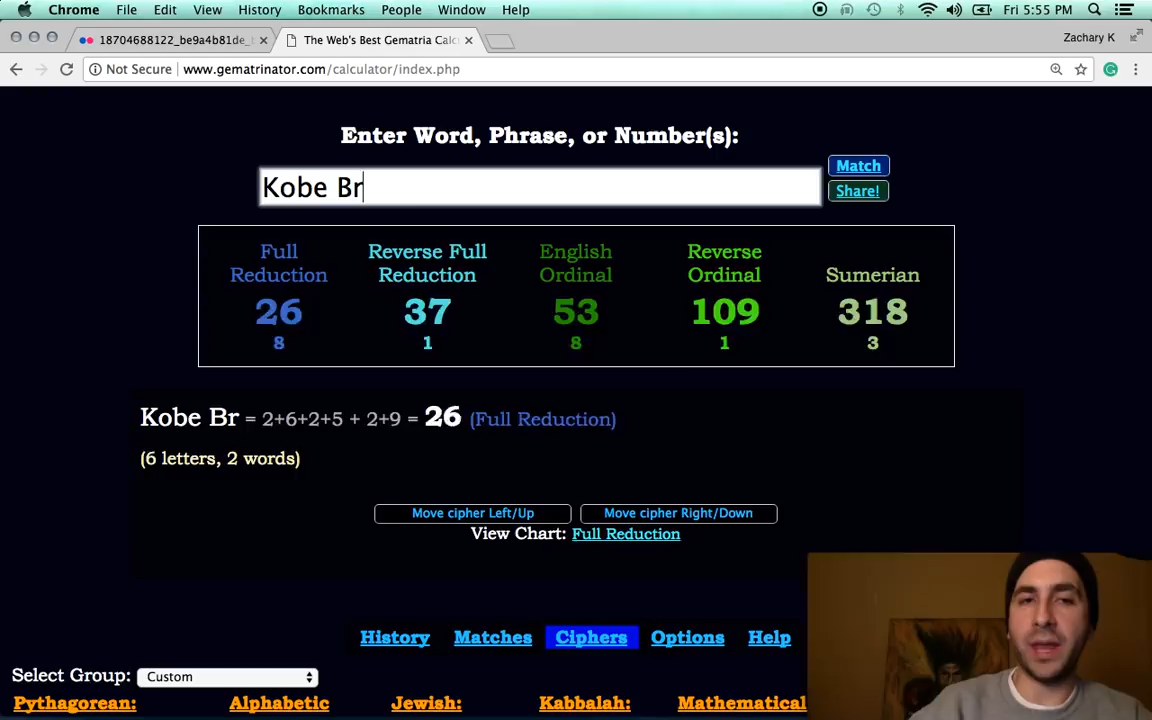 Chrome File Edit View History Bookmarks People Window Help Fri 5:55 PM
18704688122_be9a4b81de_ The Web's Best Gematria Calc Zachary K
Not Secure www.gematrinator.com/calculator/index.php
Enter Word, Phrase, or Number(s):
Kobe Br
Match
Share!
Full Reduction
26
8
Reverse Full Reduction
37
1
English Ordinal
53
8
Reverse Ordinal
109
1
Sumerian
318
3
Kobe Br = 2+6+2+5 + 2+9 = 26 (Full Reduction)
(6 letters, 2 words)
Move cipher Left/Up Move cipher Right/Down
View Chart: Full Reduction
History Matches Ciphers Options Help
Select Group: Custom
Pythagorean: Alphabetic Jewish: Kabbalah: Mathematical